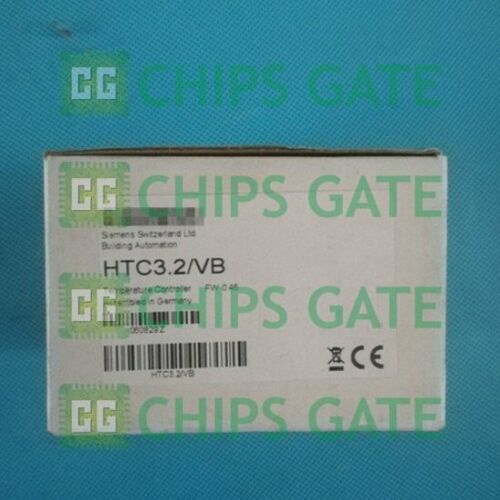 CG CHIPS GATE
CG CHIPS GATE
Siemens Switzerland Ltd
Building Automation
HTC3.2/VB
Temperature Controller FW-0.46
Assembled in Germany
CG CHIPS GATE
060829Z
HTC3.2/VB
CE
CG CHIPS GATE